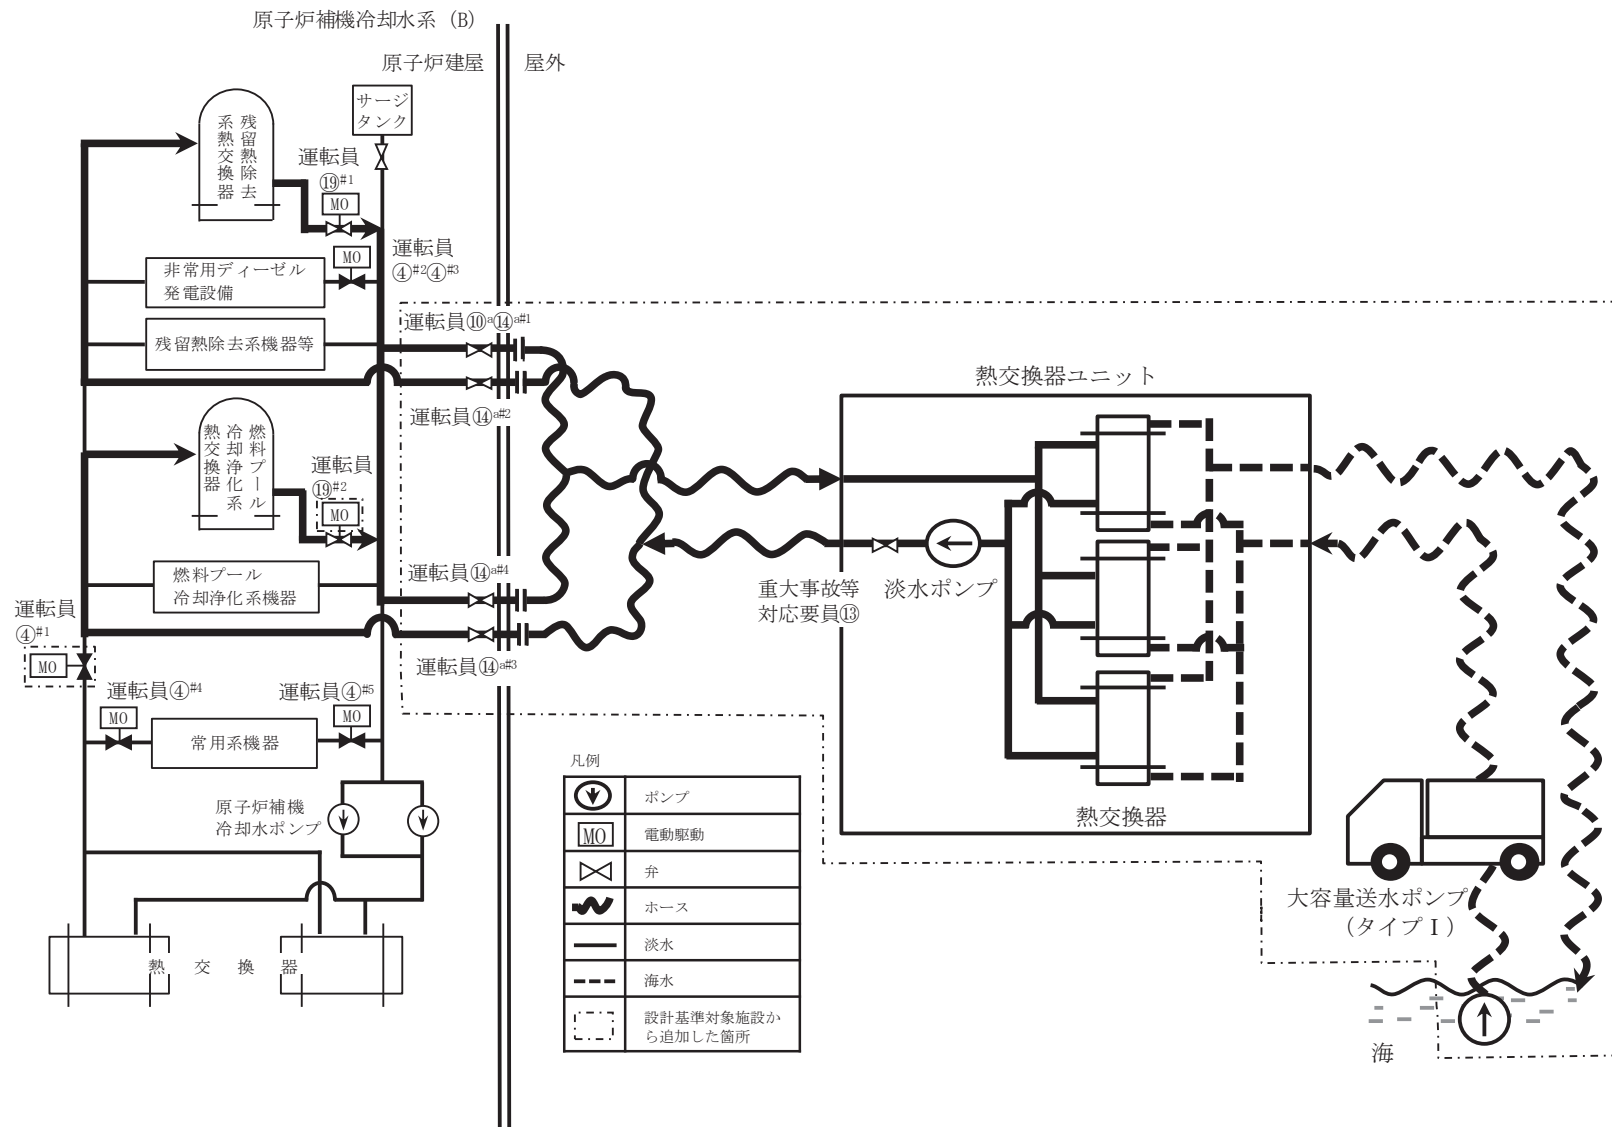 原子炉補機冷却水系（B）
原子炉建屋
屋外
サージ
タンク
残留熱除去
系熱交換器
運転員
⑲#1
MO
運転員
④#2④#3
MO
非常用ディーゼル
発電設備
残留熱除去系機器等
運転員⑩a⑭a#1
運転員⑭a#2
燃料プール
冷却浄化系
熱交換器
運転員
⑲#2
MO
燃料プール
冷却浄化系機器
運転員⑭a#4
運転員⑭a#3
運転員
④#1
MO
運転員④#4
MO
運転員④#5
MO
常用系機器
原子炉補機
冷却水ポンプ
熱交換器
熱交換器ユニット
重大事故等
対応要員⑬
淡水ポンプ
熱交換器
大容量送水ポンプ
（タイプⅠ）
海
凡例
ポンプ
MO
電動駆動
弁
ホース
淡水
海水
設計基準対象施設か
ら追加した箇所